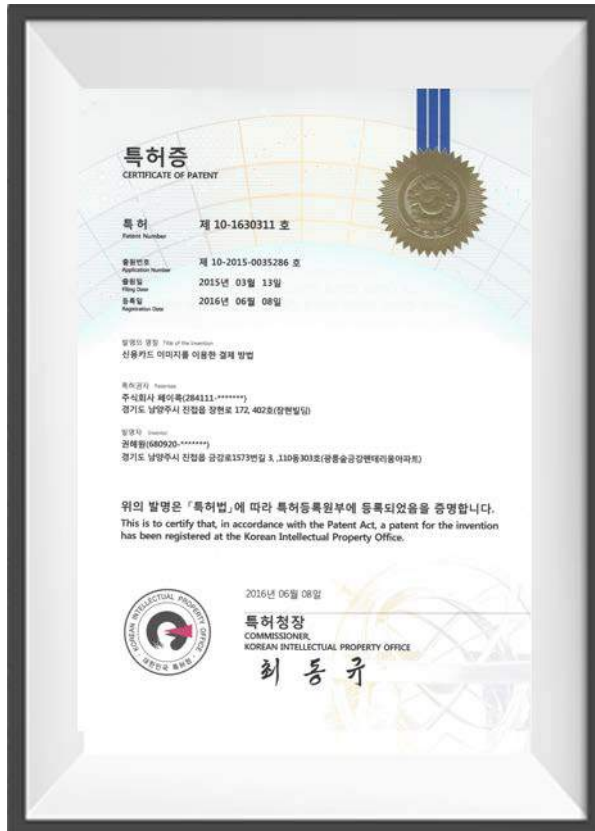 특허증
CERTIFICATE OF PATENT
특 허 제 10-1630311 호
Patent Number
출원번호 제 10-2015-0035286 호
Application Number
출원일 2015년 03월 13일
Filing Date
등록일 2016년 06월 08일
Registration Date
발명의 명칭 Title of the Invention
신용카드 이미지를 이용한 결제 방법
특허권자 Patentee
주식회사 페이콕(284111-*******)
경기도 남양주시 진접읍 장현로 172, 402호(장현빌딩)
발명자 Inventor
권해원(680920-*******)
경기도 남양주시 진접읍 금강로1573번길 3, ,110동303호(광릉숲금강펜테리움아파트)
위의 발명은 「특허법」에 따라 특허등록원부에 등록되었음을 증명합니다.
This is to certify that, in accordance with the Patent Act, a patent for the invention
has been registered at the Korean Intellectual Property Office.
2016년 06월 08일
특허청장
COMMISSIONER,
KOREAN INTELLECTUAL PROPERTY OFFICE
최동규
KOREAN INTELLECTUAL PROPERTY OFFICE
대한민국 특허청